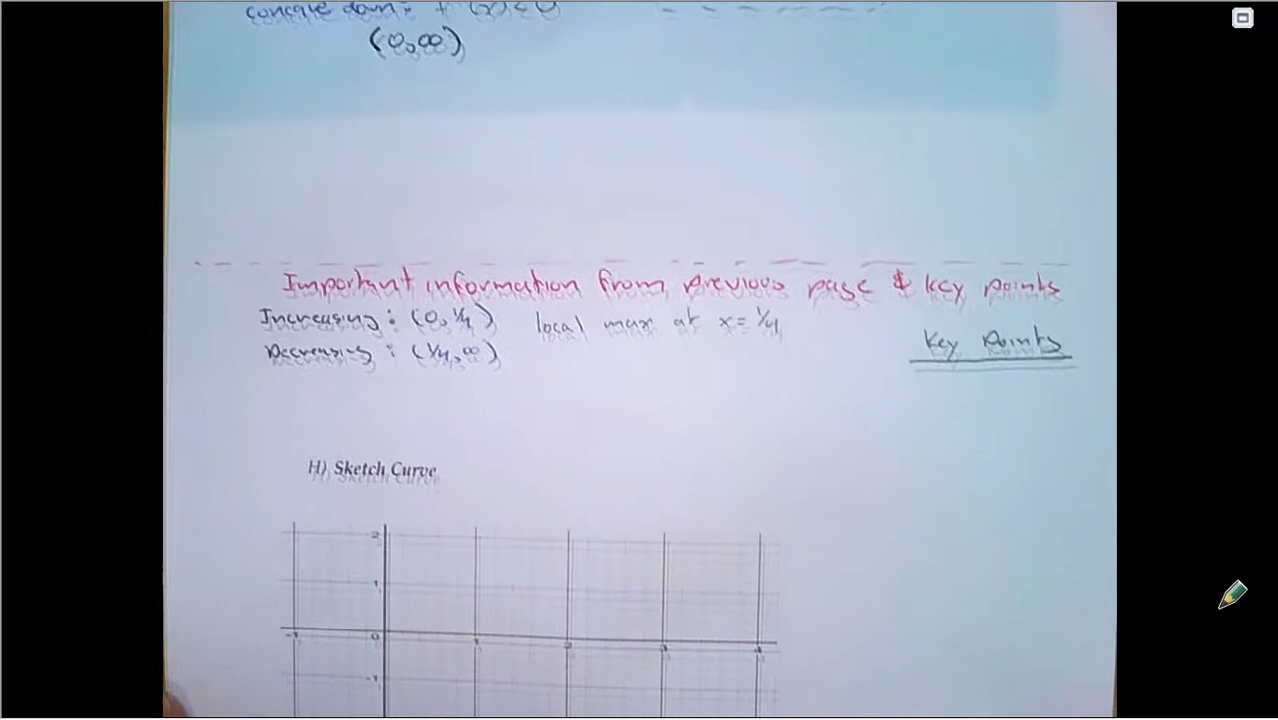 concave down:
(0,∞)
Important information from previous page & key points
Increasing: (0,1/4) local max at x=1/4
Decreasing: (1/4,∞)
Key Points
H) Sketch Curve
2
1
-1 0 1 2 3 4
-1